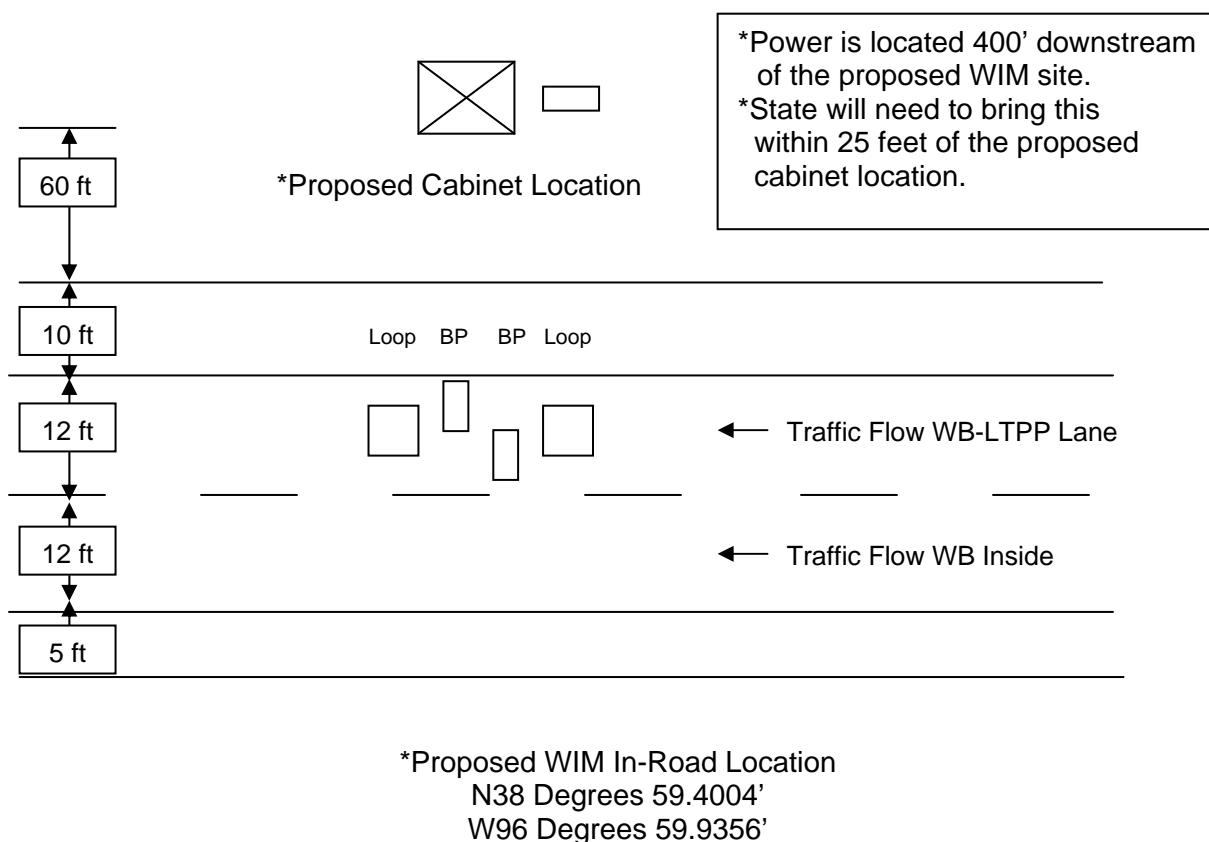 *Power is located 400’ downstream
of the proposed WIM site.
*State will need to bring this
within 25 feet of the proposed
cabinet location.
60 ft
*Proposed Cabinet Location
10 ft
Loop BP BP Loop
12 ft
Traffic Flow WB-LTPP Lane
12 ft
Traffic Flow WB Inside
5 ft
*Proposed WIM In-Road Location
N38 Degrees 59.4004’
W96 Degrees 59.9356’